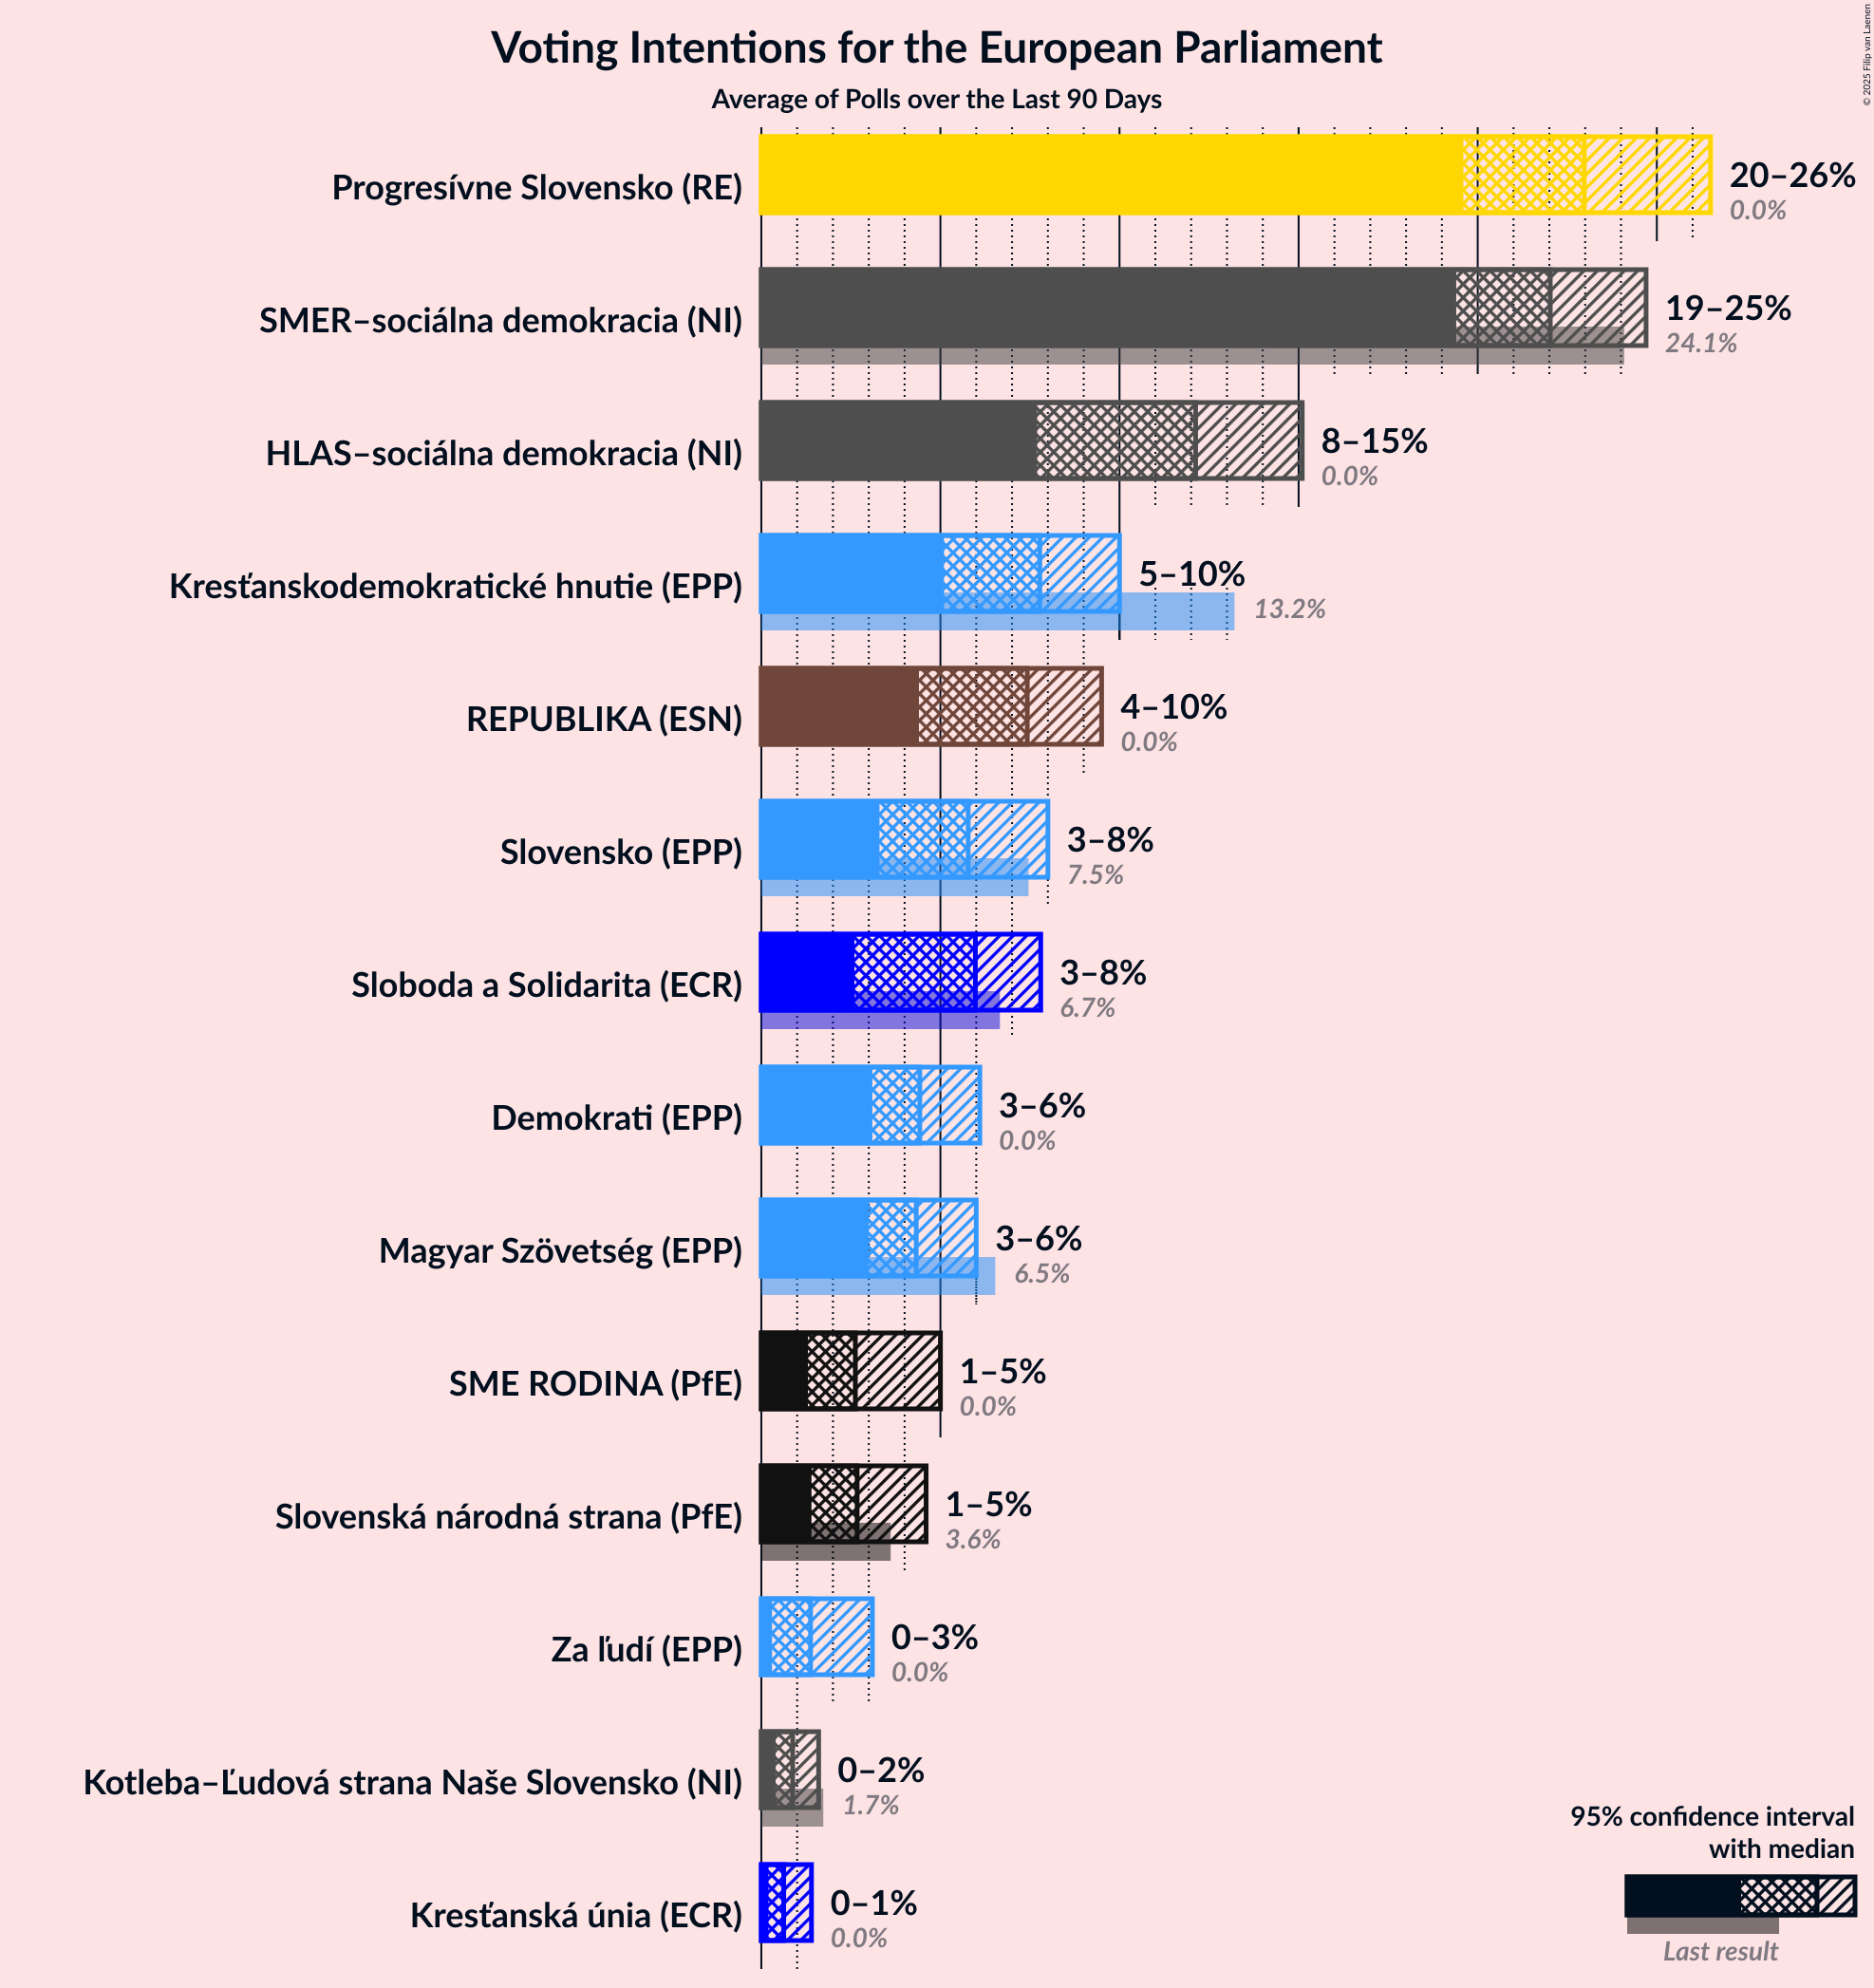 Voting Intentions for the European Parliament
Average of Polls over the Last 90 Days
© 2025 Filip van Laenen
Progresívne Slovensko (RE)
20–26%
0.0%
SMER–sociálna demokracia (NI)
19–25%
24.1%
HLAS–sociálna demokracia (NI)
8–15%
0.0%
Kresťanskodemokratické hnutie (EPP)
5–10%
13.2%
REPUBLIKA (ESN)
4–10%
0.0%
Slovensko (EPP)
3–8%
7.5%
Sloboda a Solidarita (ECR)
3–8%
6.7%
Demokrati (EPP)
3–6%
0.0%
Magyar Szövetség (EPP)
3–6%
6.5%
SME RODINA (PfE)
1–5%
0.0%
Slovenská národná strana (PfE)
1–5%
3.6%
Za ľudí (EPP)
0–3%
0.0%
Kotleba–Ľudová strana Naše Slovensko (NI)
0–2%
1.7%
Kresťanská únia (ECR)
0–1%
0.0%
95% confidence interval
with median
Last result